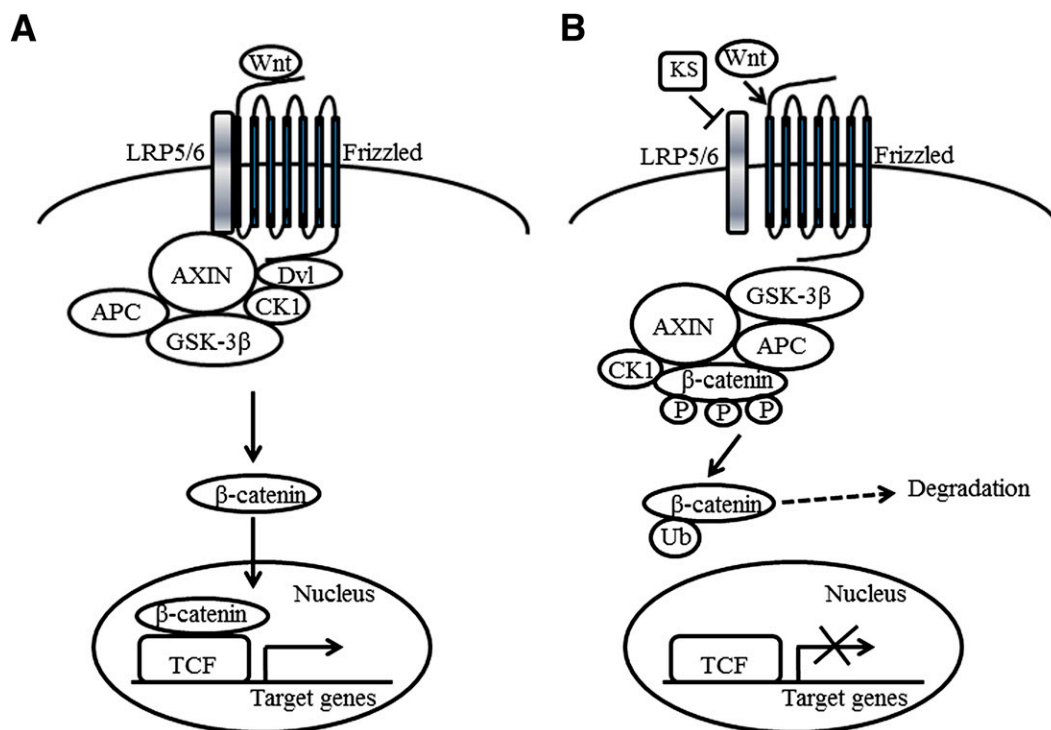 A
Wnt
LRP5/6
Frizzled
AXIN
Dvl
APC
CK1
GSK-3β
β-catenin
Nucleus
β-catenin
TCF
Target genes
B
KS
Wnt
LRP5/6
Frizzled
GSK-3β
AXIN
APC
CK1
β-catenin
P P P
β-catenin
Degradation
Ub
Nucleus
TCF
Target genes